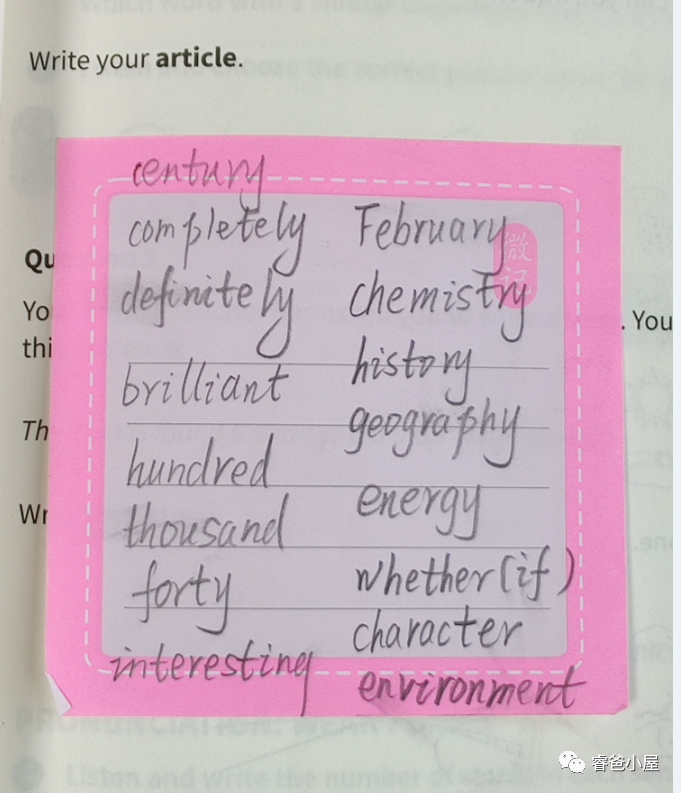 Write your article.
century
completely
definitely
brilliant
hundred
thousand
forty
interesting
February
chemistry
history
geography
energy
whether (if)
character
environment
微
记
Qu
Yo
. You
thi
Th
Wr
PRONUNCIATION:
Listen and write the number of
睿爸小屋